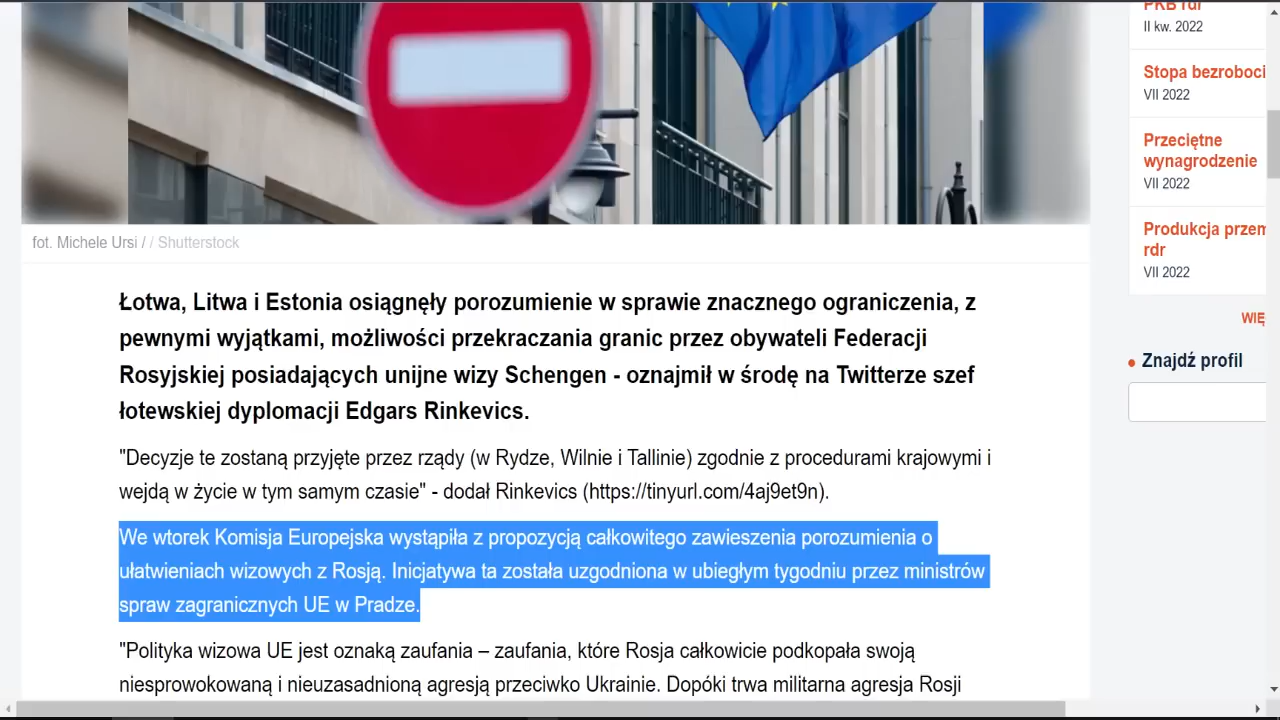 PKB rdr
II kw. 2022
Stopa bezroboci
VII 2022
Przeciętne
wynagrodzenie
VII 2022
Produkcja przem
rdr
VII 2022
WIĘ
Znajdź profil
fot. Michele Ursi / / Shutterstock
Łotwa, Litwa i Estonia osiągnęły porozumienie w sprawie znacznego ograniczenia, z
pewnymi wyjątkami, możliwości przekraczania granic przez obywateli Federacji
Rosyjskiej posiadających unijne wizy Schengen - oznajmił w środę na Twitterze szef
łotewskiej dyplomacji Edgars Rinkevics.
"Decyzje te zostaną przyjęte przez rządy (w Rydze, Wilnie i Tallinie) zgodnie z procedurami krajowymi i
wejdą w życie w tym samym czasie" - dodał Rinkevics (https://tinyurl.com/4aj9et9n).
We wtorek Komisja Europejska wystąpiła z propozycją całkowitego zawieszenia porozumienia o
ułatwieniach wizowych z Rosją. Inicjatywa ta została uzgodniona w ubiegłym tygodniu przez ministrów
spraw zagranicznych UE w Pradze.
"Polityka wizowa UE jest oznaką zaufania – zaufania, które Rosja całkowicie podkopała swoją
niesprowokowaną i nieuzasadnioną agresją przeciwko Ukrainie. Dopóki trwa militarna agresja Rosji